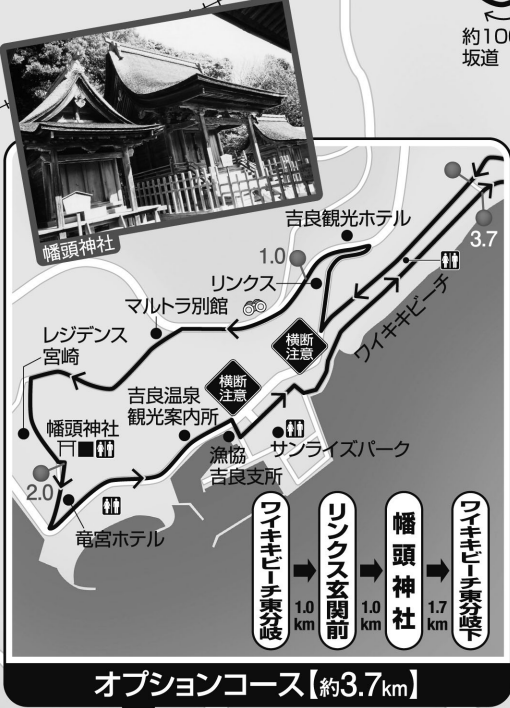 約100
坂道
幡頭神社
吉良観光ホテル
3.7
1.0
リンクス
マルトラ別館
ワイキキビーチ
レジデンス
宮崎
横断
注意
横断
注意
吉良温泉
観光案内所
幡頭神社
サンライズパーク
漁協
吉良支所
2.0
竜宮ホテル
ワイキキビーチ東分岐
1.0
km
リンクス玄関前
1.0
km
幡頭神社
1.7
km
ワイキキビーチ東分岐下
オプションコース【約3.7km】